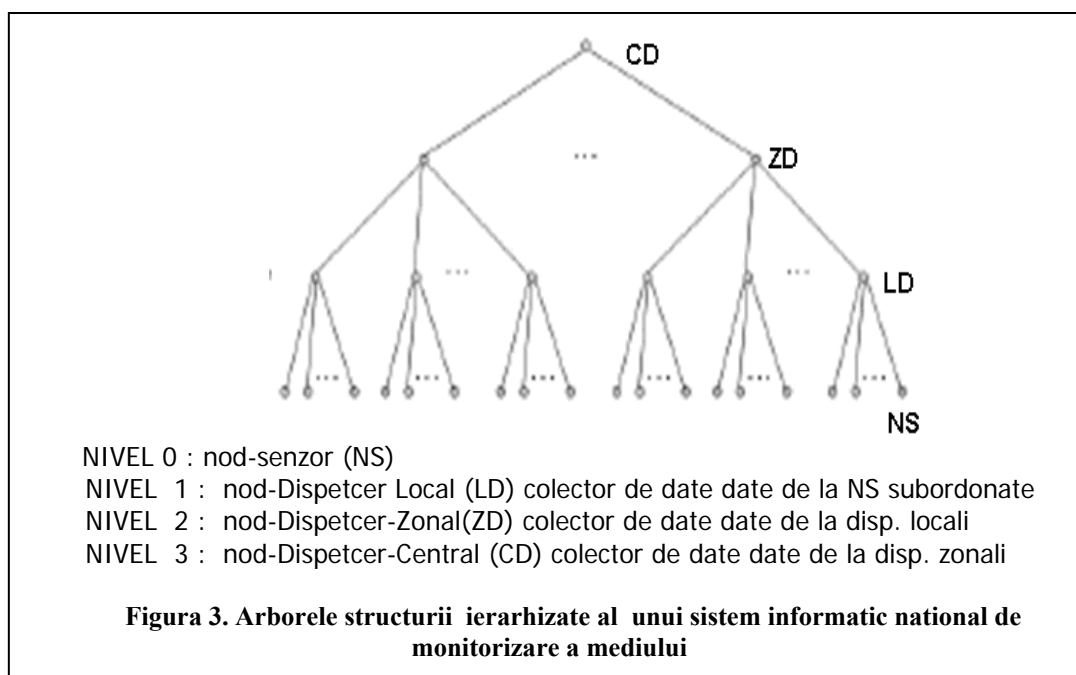 CD
... ZD
... ... LD
... ... ... ... ... ...
NS
NIVEL 0 : nod-senzor (NS)
NIVEL 1 : nod-Dispetcer Local (LD) colector de date date de la NS subordonate
NIVEL 2 : nod-Dispetcer-Zonal(ZD) colector de date date de la disp. locali
NIVEL 3 : nod-Dispetcer-Central (CD) colector de date date de la disp. zonali
Figura 3. Arborele structurii ierarhizate al unui sistem informatic national de
monitorizare a mediului